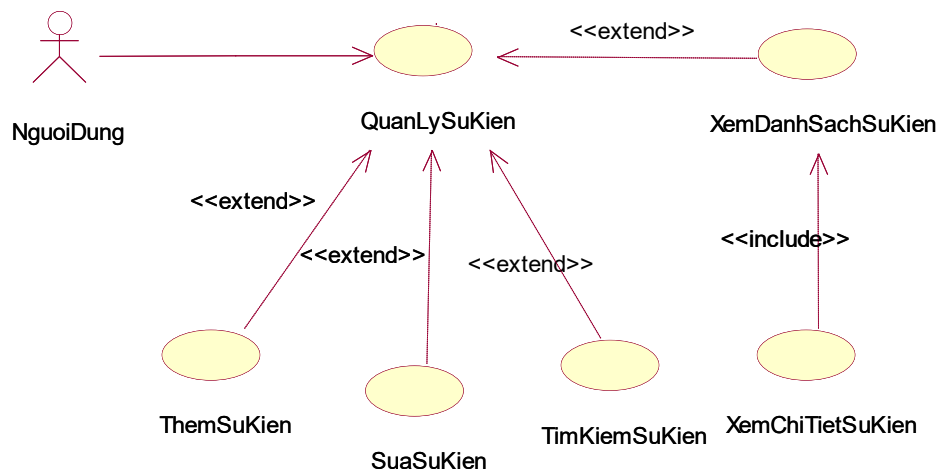 <<extend>>
NguoiDung
QuanLySuKien
XemDanhSachSuKien
<<extend>>
<<extend>>
<<extend>>
<<include>>
ThemSuKien
SuaSuKien
TimKiemSuKien
XemChiTietSuKien